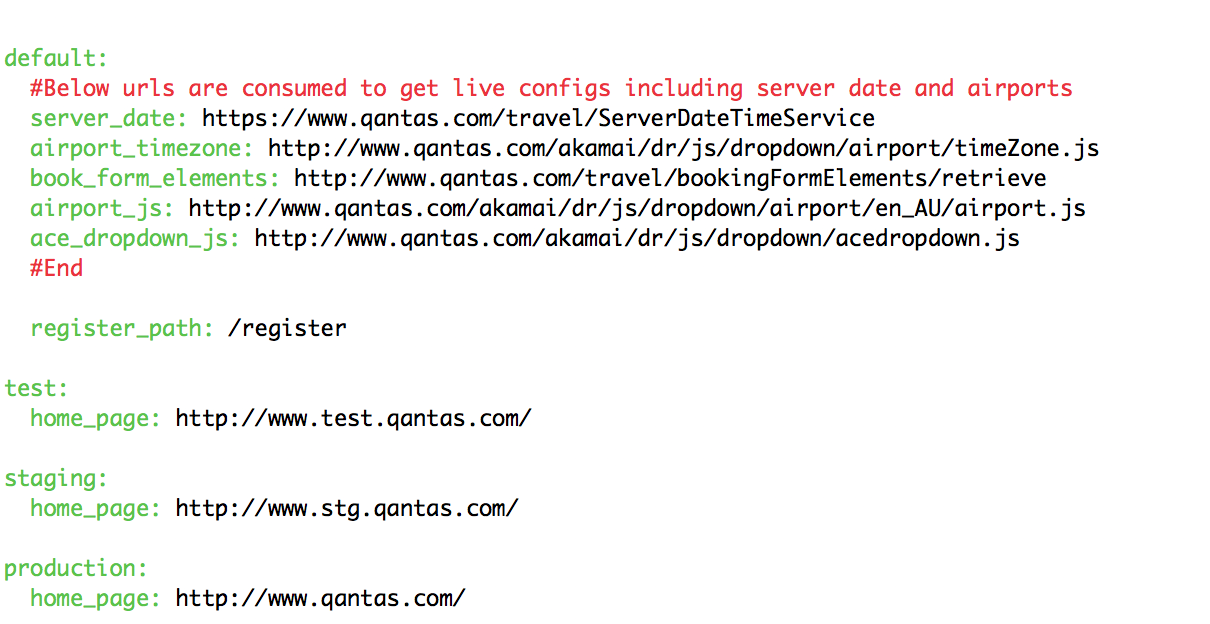 default:
#Below urls are consumed to get live configs including server date and airports
server_date: https://www.qantas.com/travel/ServerDateTimeService
airport_timezone: http://www.qantas.com/akamai/dr/js/dropdown/airport/timeZone.js
book_form_elements: http://www.qantas.com/travel/bookingFormElements/retrieve
airport_js: http://www.qantas.com/akamai/dr/js/dropdown/airport/en_AU/airport.js
ace_dropdown_js: http://www.qantas.com/akamai/dr/js/dropdown/acedropdown.js
#End
register_path: /register
test:
home_page: http://www.test.qantas.com/
staging:
home_page: http://www.stg.qantas.com/
production:
home_page: http://www.qantas.com/